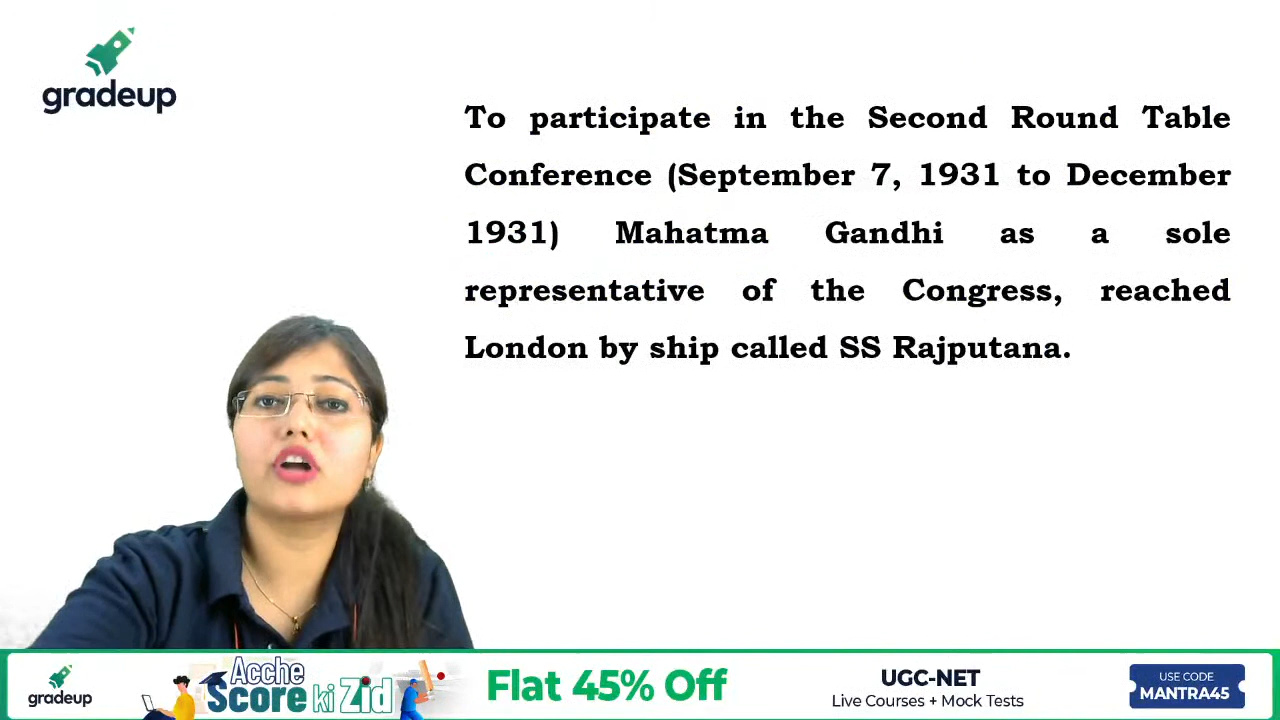 gradeup
To participate in the Second Round Table
Conference (September 7, 1931 to December
1931) Mahatma Gandhi as a sole
representative of the Congress, reached
London by ship called SS Rajputana.
gradeup
Acche
Score ki Zid
Flat 45% Off
UGC-NET
Live Courses + Mock Tests
USE CODE
MANTRA45